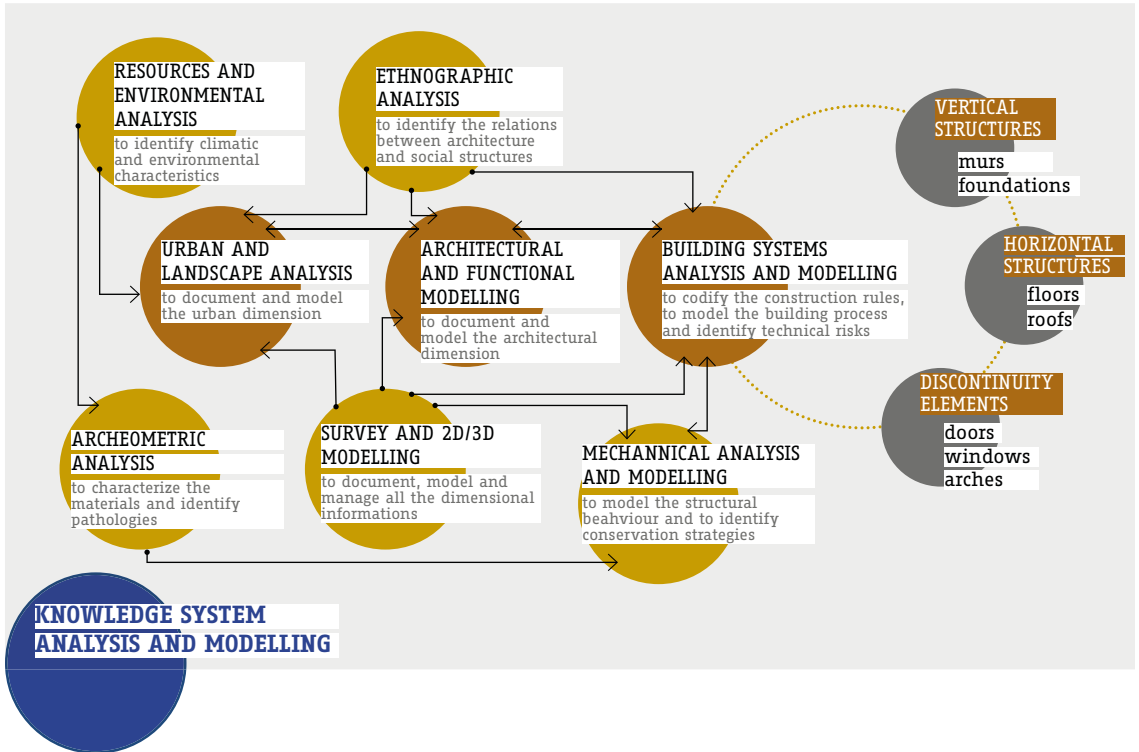 RESOURCES AND
ENVIRONMENTAL
ANALYSIS
to identify climatic
and environmental
characteristics
ETHNOGRAPHIC
ANALYSIS
to identify the relations
between architecture
and social structures
VERTICAL
STRUCTURES
murs
foundations
URBAN AND
LANDSCAPE ANALYSIS
to document and model
the urban dimension
ARCHITECTURAL
AND FUNCTIONAL
MODELLING
to document and
model the architectural
dimension
BUILDING SYSTEMS
ANALYSIS AND MODELLING
to codify the construction rules,
to model the building process
and identify technical risks
HORIZONTAL
STRUCTURES
floors
roofs
DISCONTINUITY
ELEMENTS
doors
windows
arches
ARCHEOMETRIC
ANALYSIS
to characterize the
materials and identify
pathologies
SURVEY AND 2D/3D
MODELLING
to document, model and
manage all the dimensional
informations
MECHANNICAL ANALYSIS
AND MODELLING
to model the structural
beahviour and to identify
conservation strategies
KNOWLEDGE SYSTEM
ANALYSIS AND MODELLING